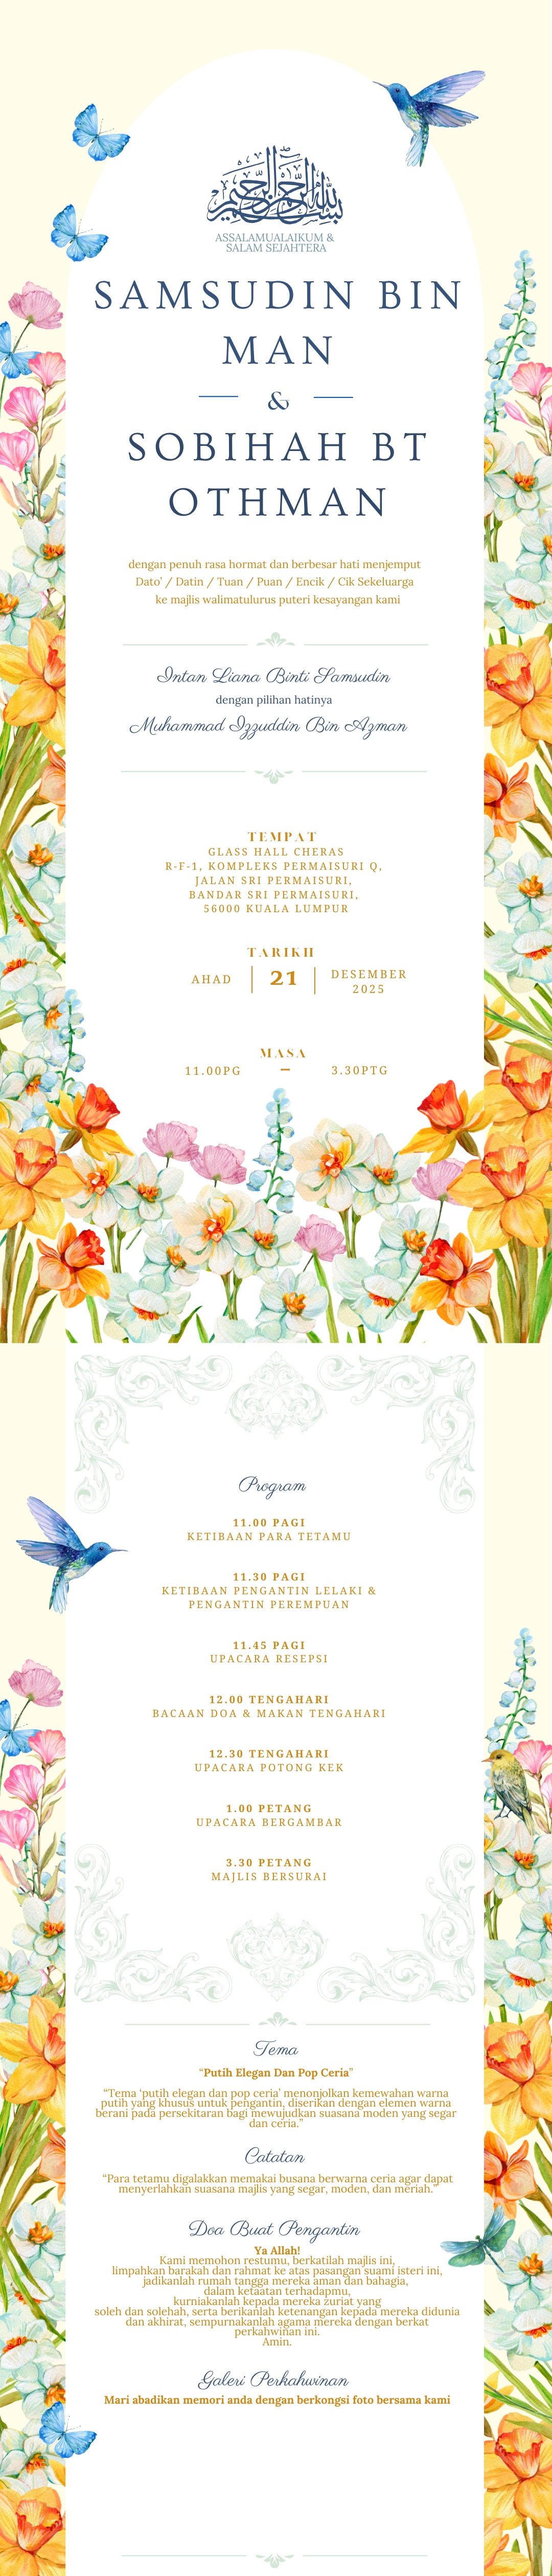 بسم الله الرحمن الرحيم
ASSALAMUALAIKUM &
SALAM SEJAHTERA
SAMSUDIN BIN
MAN
&
SOBIHAH BT
OTHMAN
dengan penuh rasa hormat dan berbesar hati menjemput
Dato' / Datin / Tuan / Puan / Encik / Cik Sekeluarga
ke majlis walimatulurus puteri kesayangan kami
Intan Liana Binti Samsudin
dengan pilihan hatinya
Muhammad Izzuddin Bin Azman
TEMPAT
GLASS HALL CHERAS
R-F-1, KOMPLEKS PERMAISURI Q,
JALAN SRI PERMAISURI,
BANDAR SRI PERMAISURI,
56000 KUALA LUMPUR
TARIKH
AHAD | 21 | DESEMBER
2025
MASA
11.00PG – 3.30PTG
Program
11.00 PAGI
KETIBAAN PARA TETAMU
11.30 PAGI
KETIBAAN PENGANTIN LELAKI &
PENGANTIN PEREMPUAN
11.45 PAGI
UPACARA RESEPSI
12.00 TENGAHARI
BACAAN DOA & MAKAN TENGAHARI
12.30 TENGAHARI
UPACARA POTONG KEK
1.00 PETANG
UPACARA BERGAMBAR
3.30 PETANG
MAJLIS BERSURAI
Tema
“Putih Elegan Dan Pop Ceria”
“Tema ‘putih elegan dan pop ceria’ menonjolkan kemewahan warna
putih yang khusus untuk pengantin, diserikan dengan elemen warna
berani pada persekitaran bagi mewujudkan suasana moden yang segar
dan ceria.”
Catatan
“Para tetamu digalakkan memakai busana berwarna ceria agar dapat
menyerlahkan suasana majlis yang segar, moden, dan meriah.”
Doa Buat Pengantin
Ya Allah!
Kami memohon restumu, berkatilah majlis ini,
limpahkan barakah dan rahmat ke atas pasangan suami isteri ini,
jadikanlah rumah tangga mereka aman dan bahagia,
dalam ketaatan terhadapmu,
kurniakanlah kepada mereka zuriat yang
soleh dan solehah, serta berikanlah ketenangan kepada mereka didunia
dan akhirat, sempurnakanlah agama mereka dengan berkat
perkahwinan ini.
Amin.
Galeri Perkahwinan
Mari abadikan memori anda dengan berkongsi foto bersama kami